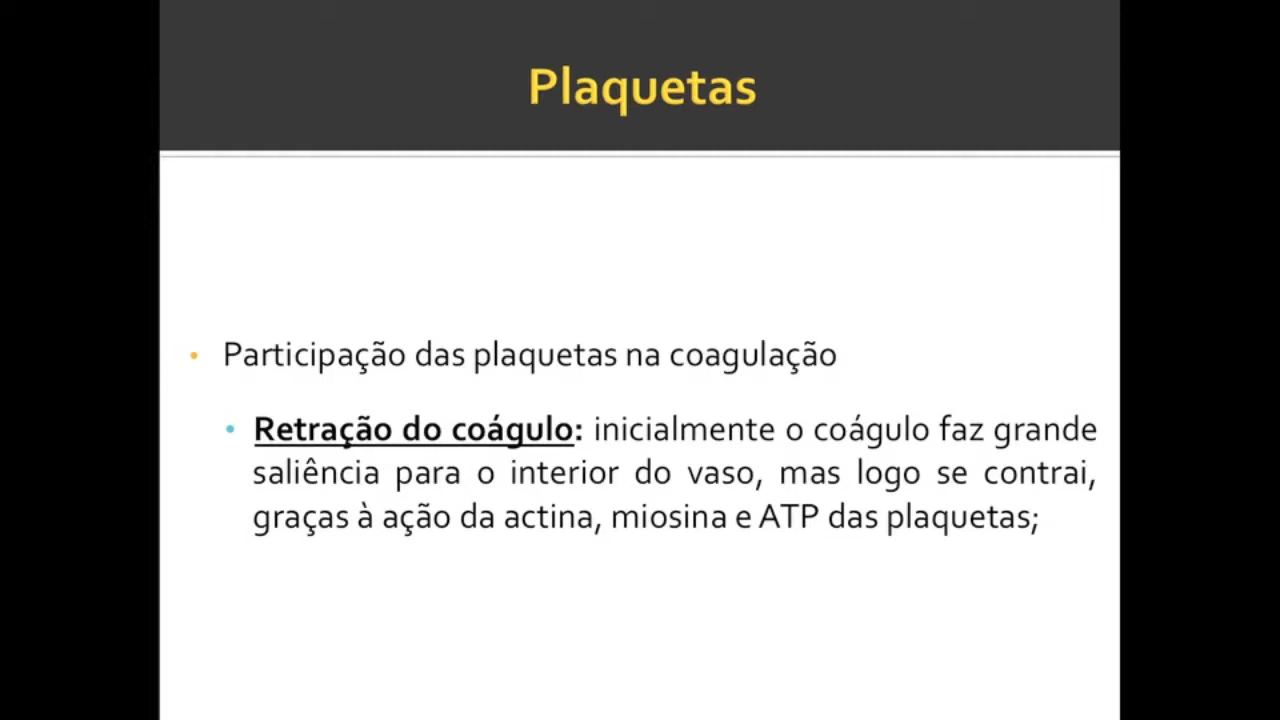 Plaquetas
• Participação das plaquetas na coagulação
• Retração do coágulo: inicialmente o coágulo faz grande
saliência para o interior do vaso, mas logo se contrai,
graças à ação da actina, miosina e ATP das plaquetas;